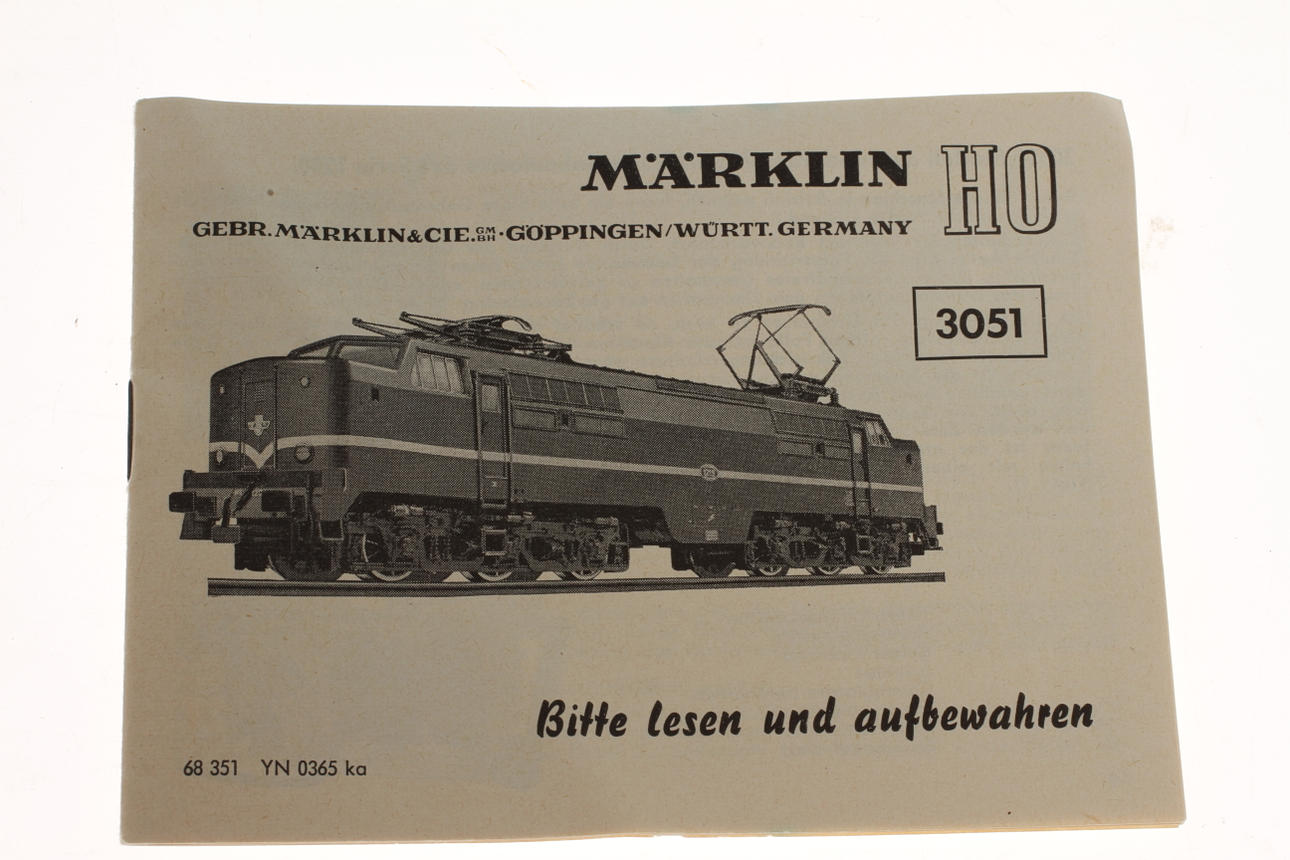 MÄRKLIN HO
GEBR. MÄRKLIN & CIE. GMBH · GÖPPINGEN/WÜRTT. GERMANY
3051
Bitte lesen und aufbewahren
68 351 YN 0365 ka